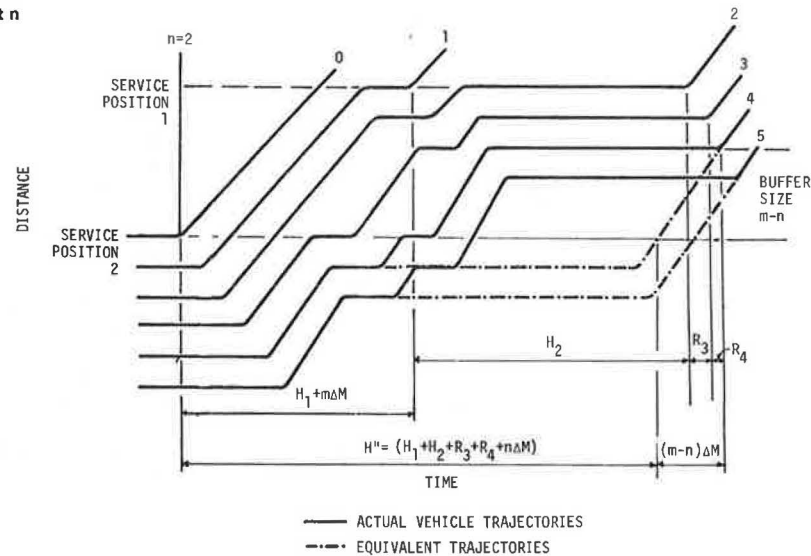 t n
n=2
0
1
2
3
4
5
SERVICE
POSITION
1
DISTANCE
SERVICE
POSITION
2
BUFFER
SIZE
m-n
H2
R3
R4
H1+mΔM
H"= (H1+H2+R3+R4+nΔM)
(m-n)ΔM
TIME
ACTUAL VEHICLE TRAJECTORIES
EQUIVALENT TRAJECTORIES